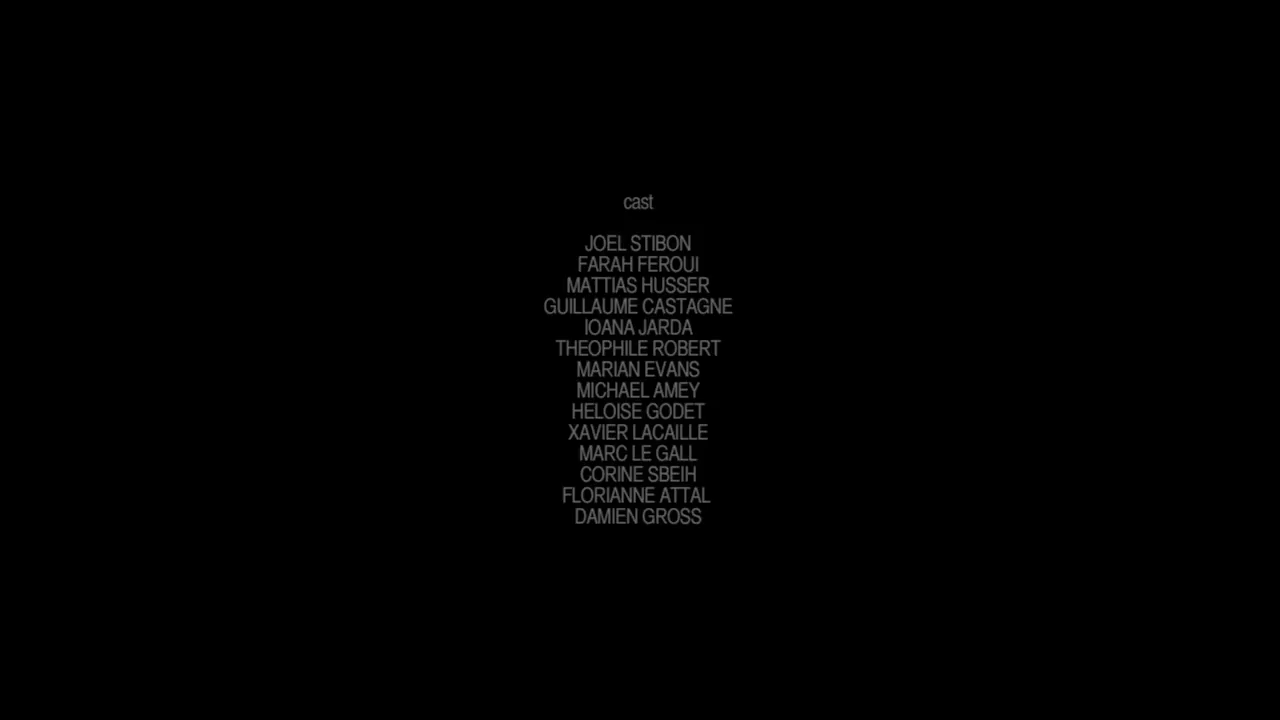 cast
JOEL STIBON
FARAH FEROUI
MATTIAS HUSSER
GUILLAUME CASTAGNE
IOANA JARDA
THEOPHILE ROBERT
MARIAN EVANS
MICHAEL AMEY
HELOISE GODET
XAVIER LACAILLE
MARC LE GALL
CORINE SBEIH
FLORIANNE ATTAL
DAMIEN GROSS